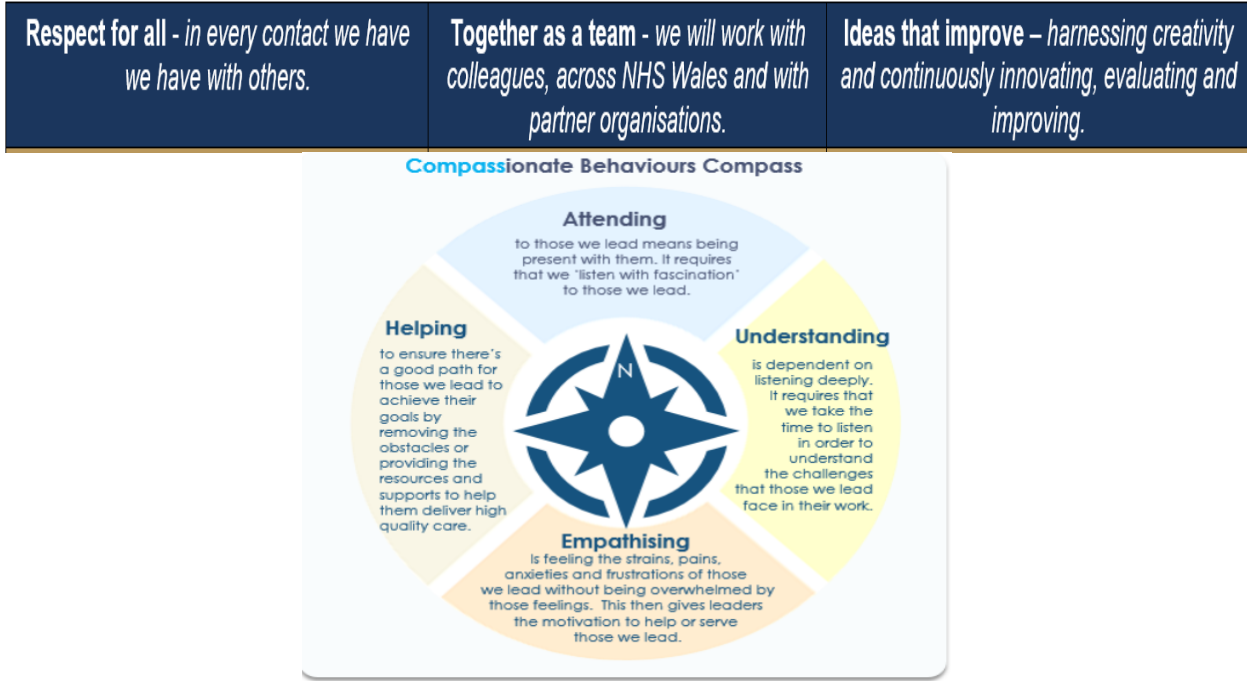 Respect for all - in every contact we have
we have with others.
Together as a team - we will work with
colleagues, across NHS Wales and with
partner organisations.
Ideas that improve – harnessing creativity
and continuously innovating, evaluating and
improving.
Compassionate Behaviours Compass
Attending
to those we lead means being
present with them. It requires
that we 'listen with fascination'
to those we lead.
Understanding
is dependent on
listening deeply.
It requires that
we take the
time to listen
in order to
understand
the challenges
that those we lead
face in their work.
Empathising
Is feeling the strains, pains,
anxieties and frustrations of those
we lead without being overwhelmed by
those feelings. This then gives leaders
the motivation to help or serve
those we lead.
Helping
to ensure there's
a good path for
those we lead to
achieve their
goals by
removing the
obstacles or
providing the
resources and
supports to help
them deliver high
quality care.
N